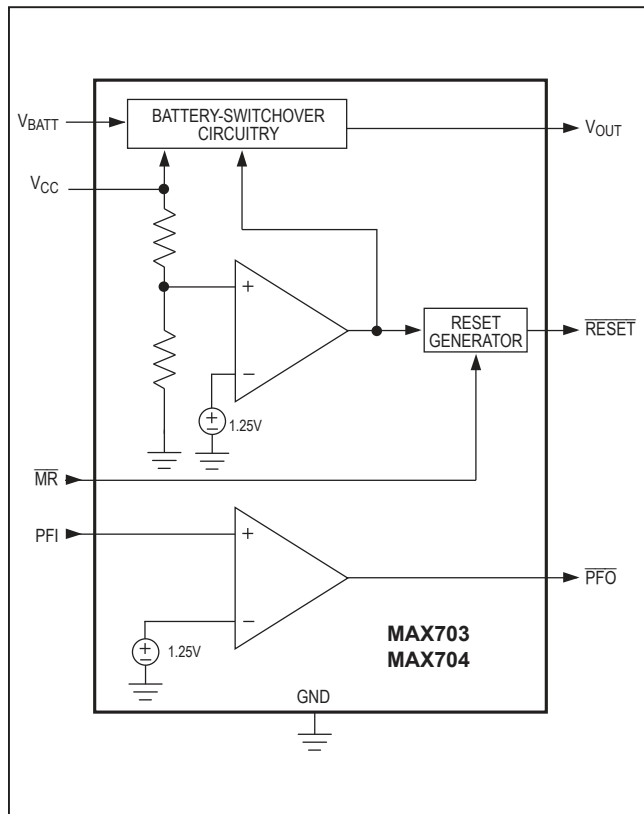 BATTERY-SWITCHOVER
CIRCUITRY
VBATT
VOUT
VCC
+
−
RESET
GENERATOR
RESET
+
−
1.25V
MR
PFI
+
−
PFO
+
−
1.25V
MAX703
MAX704
GND